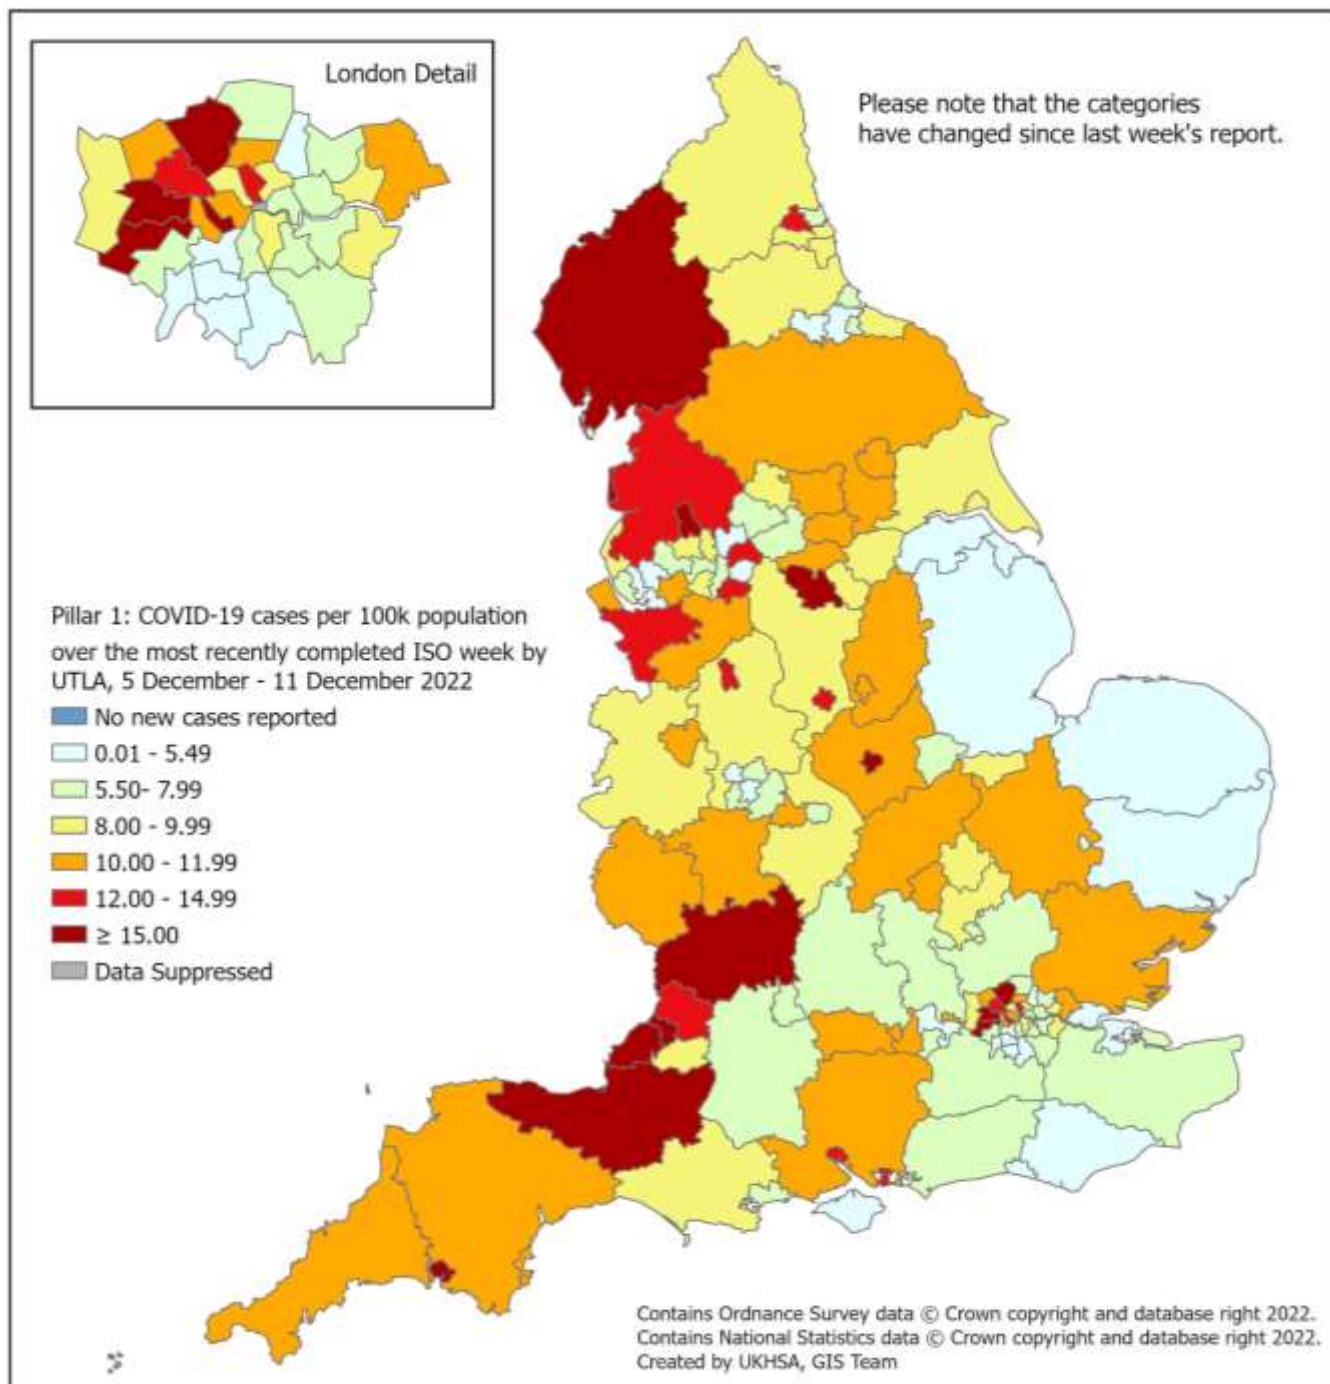 London Detail
Please note that the categories
have changed since last week's report.
Pillar 1: COVID-19 cases per 100k population
over the most recently completed ISO week by
UTLA, 5 December - 11 December 2022
No new cases reported
0.01 - 5.49
5.50- 7.99
8.00 - 9.99
10.00 - 11.99
12.00 - 14.99
≥ 15.00
Data Suppressed
Contains Ordnance Survey data © Crown copyright and database right 2022.
Contains National Statistics data © Crown copyright and database right 2022.
Created by UKHSA, GIS Team